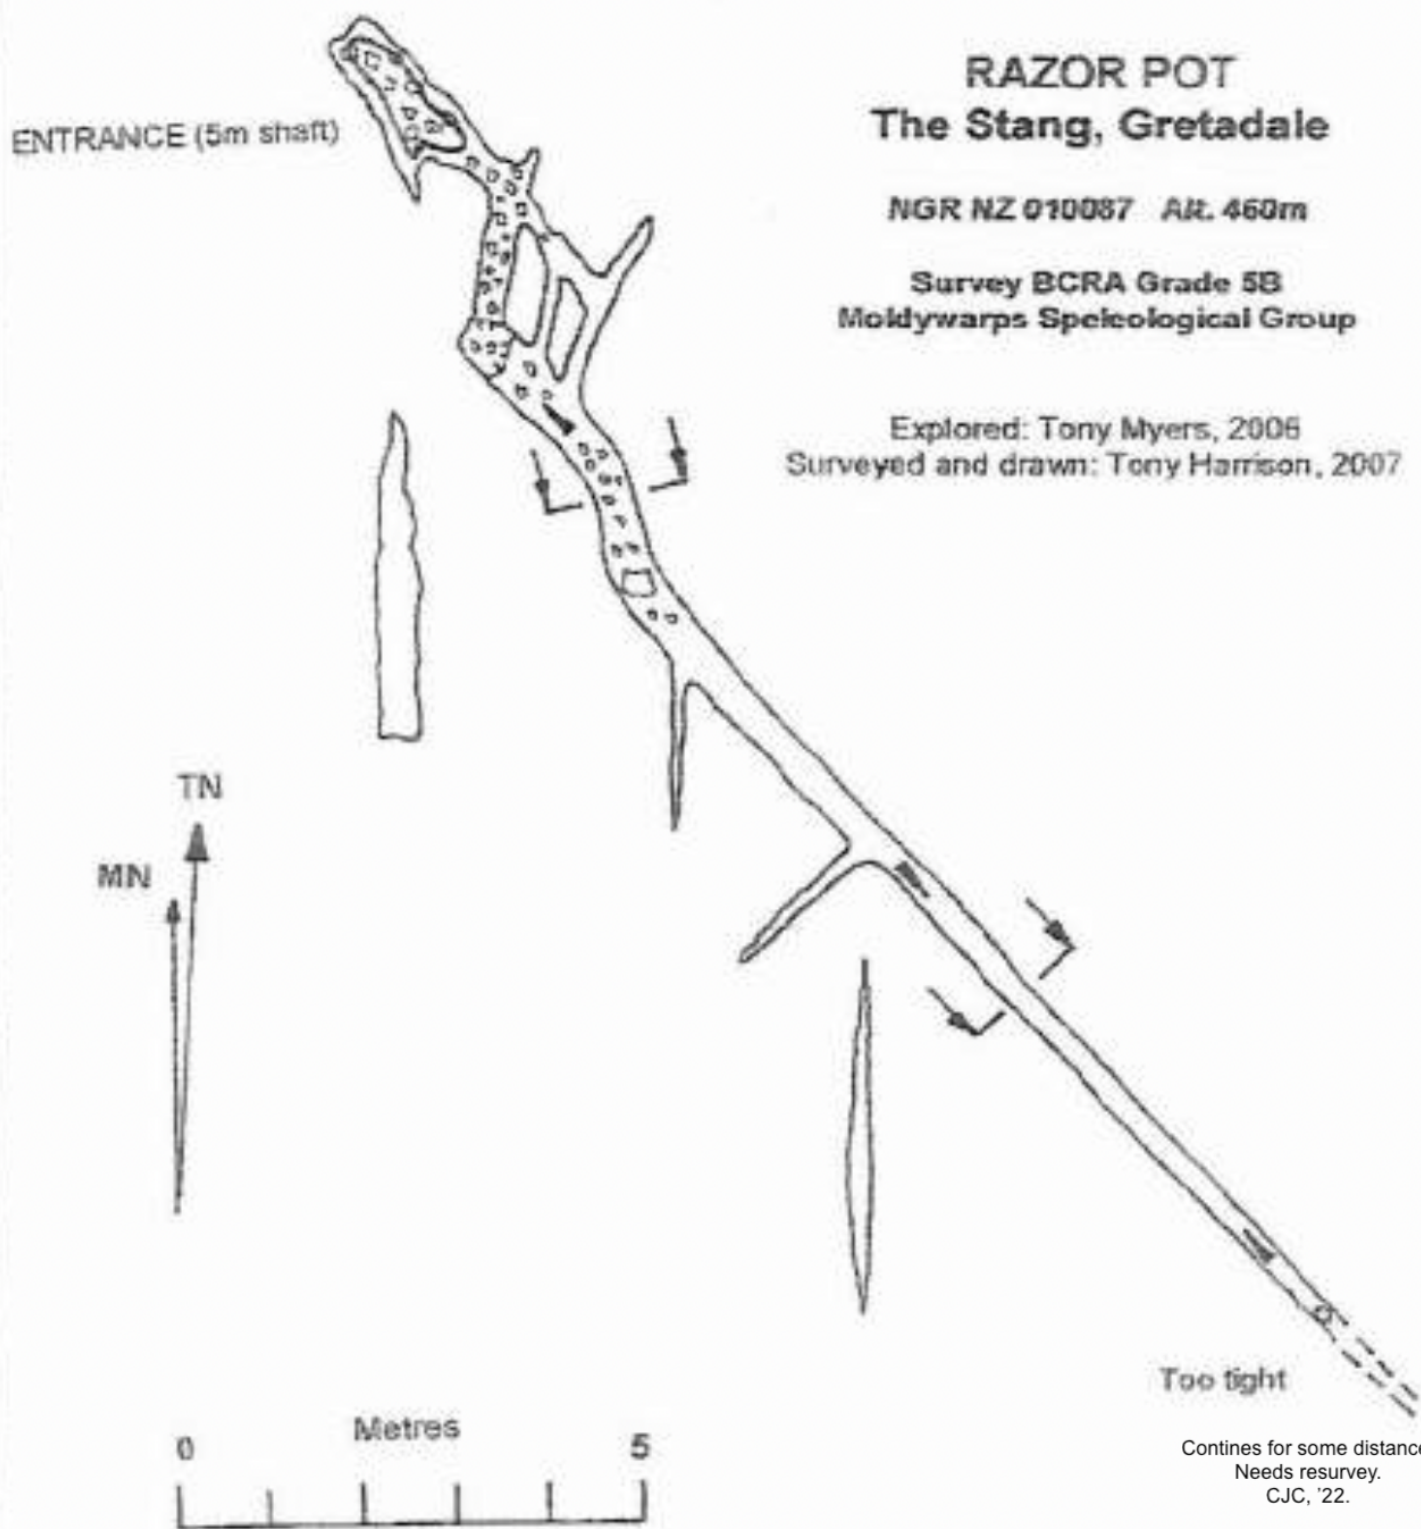 RAZOR POT
The Stang, Gretadale
NGR NZ 010087 Alt. 460m
Survey BCRA Grade 5B
Moldywarps Speleological Group
Explored: Tony Myers, 2006
Surveyed and drawn: Tony Harrison, 2007
ENTRANCE (5m shaft)
TN
MN
Too tight
Contines for some distance
Needs resurvey.
CJC, '22.
Metres
0 5